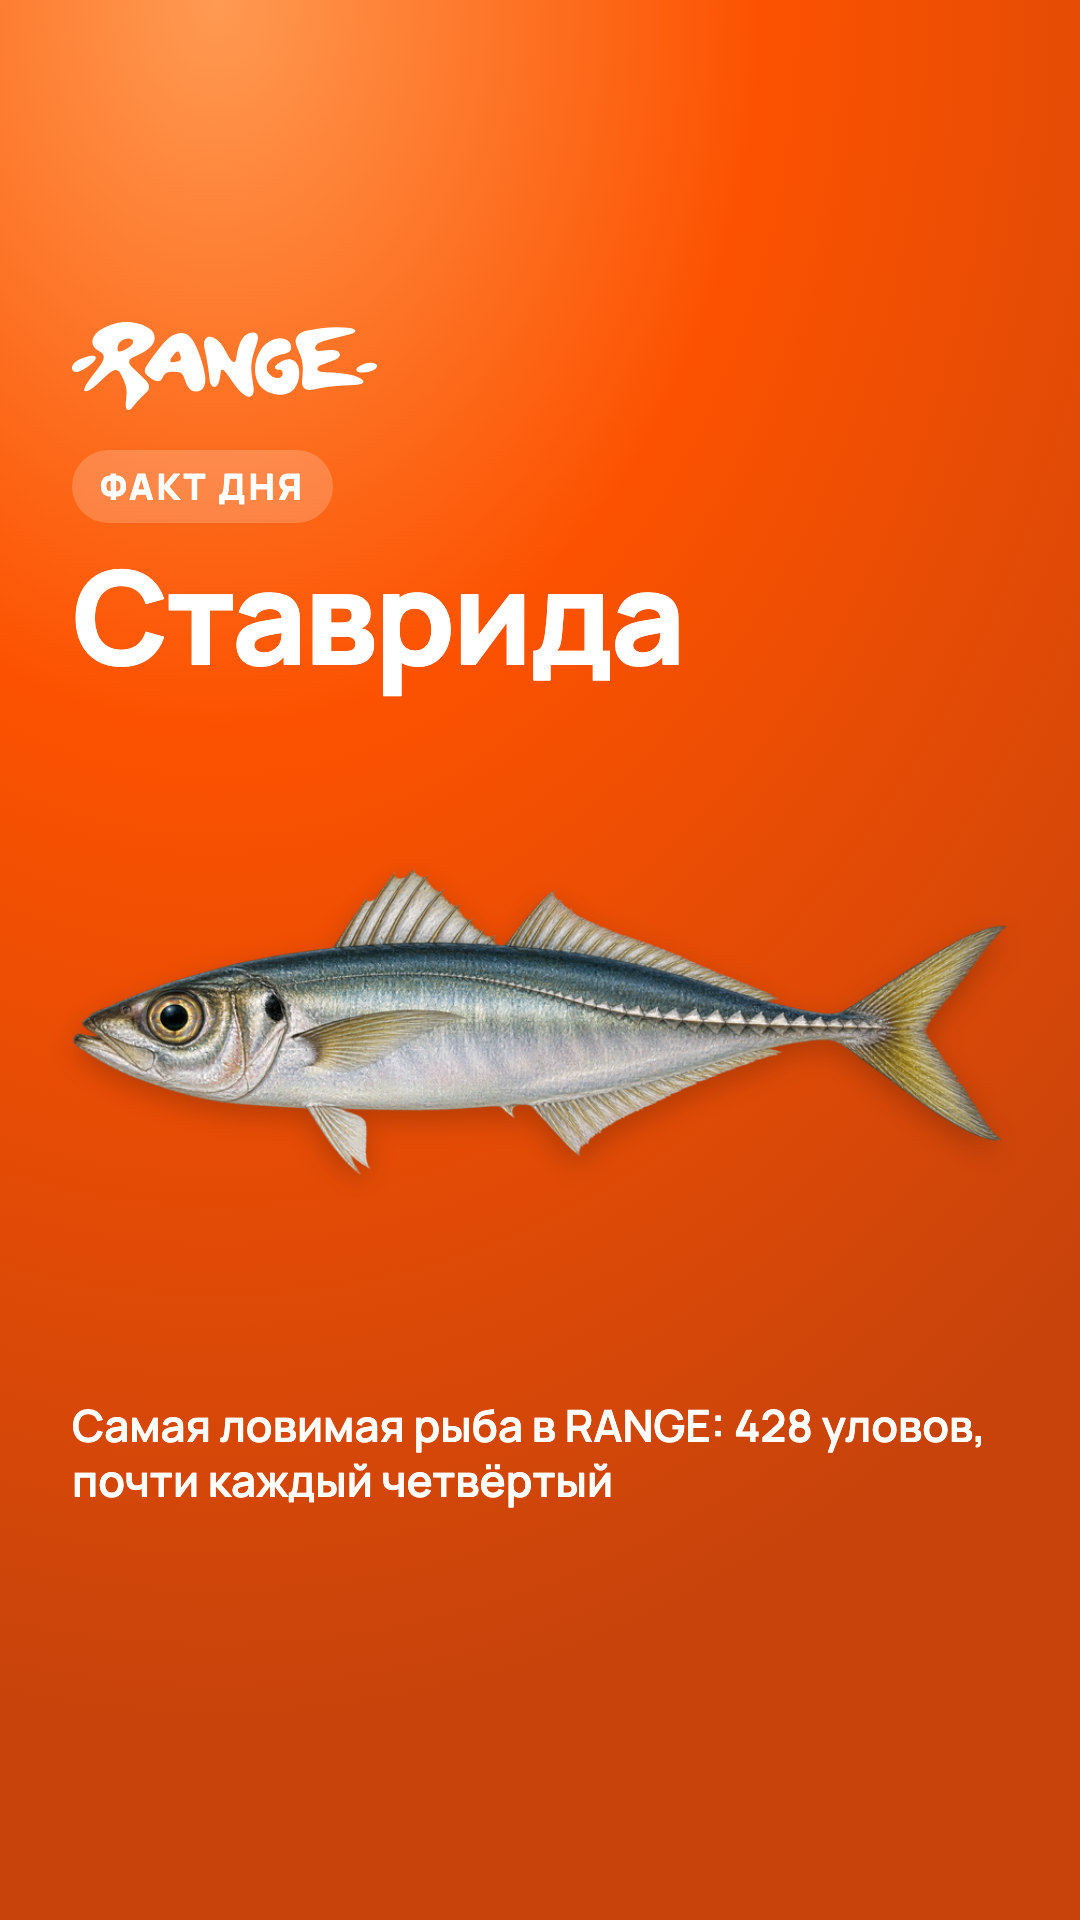 RANGE
ФАКТ ДНЯ
Ставрида
Самая ловимая рыба в RANGE: 428 уловов,
почти каждый четвёртый